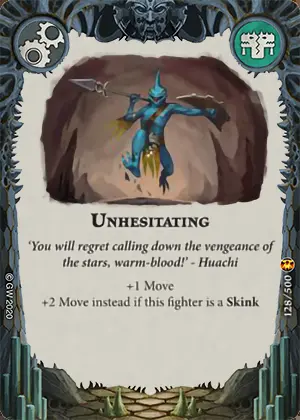 UNHESITATING
'You will regret calling down the vengeance of
the stars, warm-blood!' - Huachi
+1 Move
+2 Move instead if this fighter is a Skink
© GW 2020
128/500